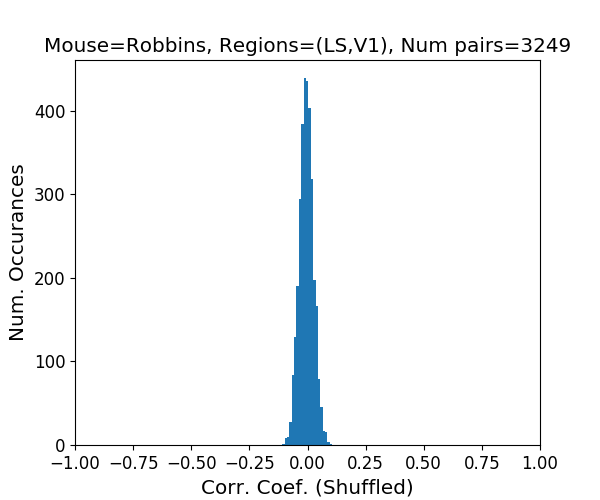 Mouse=Robbins, Regions=(LS,V1), Num pairs=3249
Num. Occurances
400
300
200
100
0
−1.00 −0.75 −0.50 −0.25 0.00 0.25 0.50 0.75 1.00
Corr. Coef. (Shuffled)